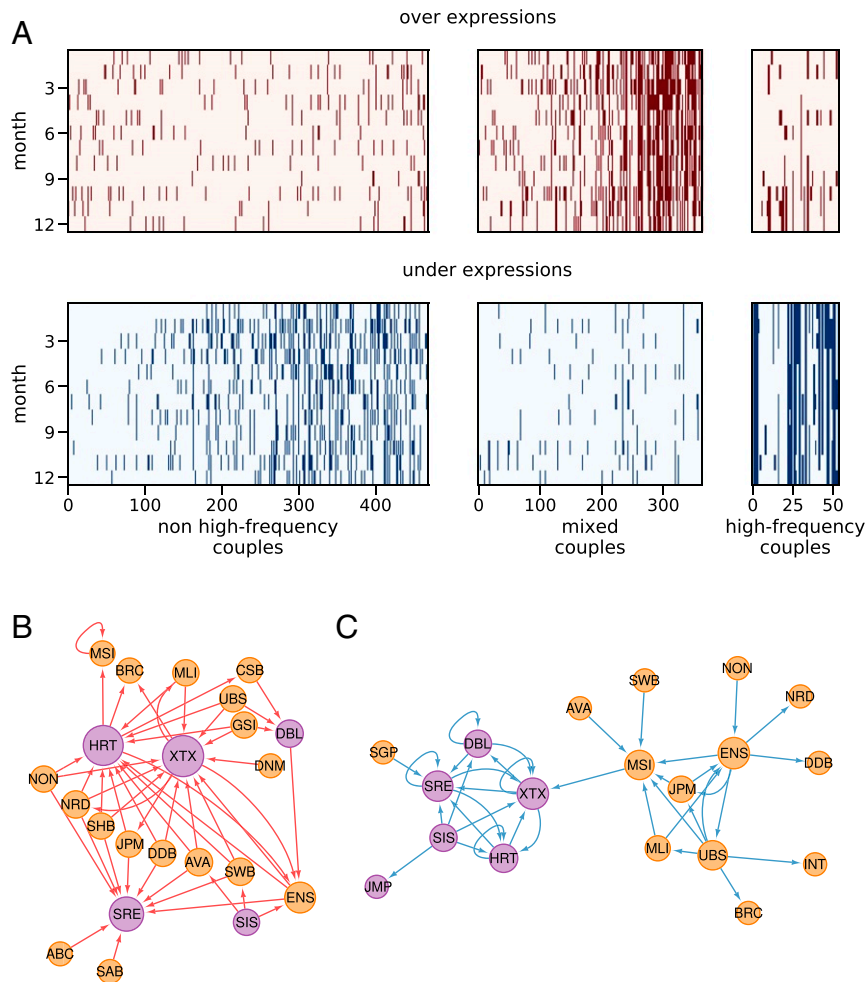 A
over expressions
month
3
6
9
12
under expressions
month
3
6
9
12
0 100 200 300 400
0 100 200 300
0 25 50
non high-frequency
couples
mixed
couples
high-frequency
couples
B
MSI
BRC
MLI
CSB
UBS
GSI
DBL
HRT
XTX
DNM
NON
NRD
SHB
JPM
DDB
AVA
SWB
ENS
SRE
SIS
ABC
SAB
C
NON
SWB
NRD
AVA
SGP
DBL
ENS
MSI
DDB
SRE
XTX
JPM
SIS
HRT
MLI
UBS
INT
JMP
BRC